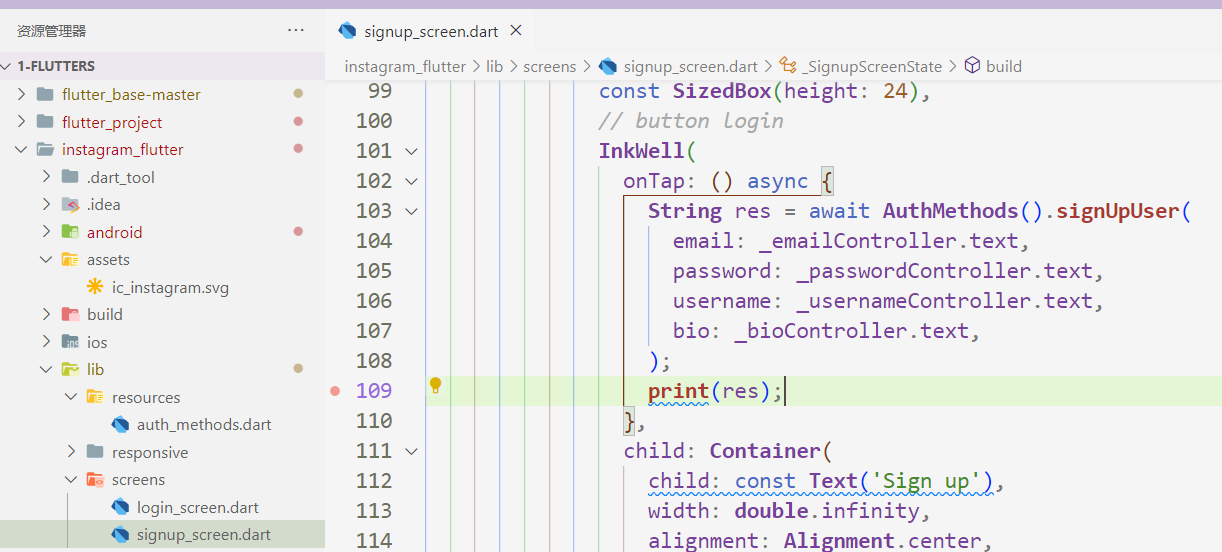 资源管理器 ···
1-FLUTTERS
flutter_base-master
flutter_project
instagram_flutter
.dart_tool
.idea
android
assets
ic_instagram.svg
build
ios
lib
resources
auth_methods.dart
responsive
screens
login_screen.dart
signup_screen.dart
signup_screen.dart ×
instagram_flutter > lib > screens > signup_screen.dart > _SignupScreenState > build
99 const SizedBox(height: 24),
100 // button login
101 InkWell(
102 onTap: () async {
103 String res = await AuthMethods().signUpUser(
104 email: _emailController.text,
105 password: _passwordController.text,
106 username: _usernameController.text,
107 bio: _bioController.text,
108 );
109 print(res);
110 },
111 child: Container(
112 child: const Text('Sign up'),
113 width: double.infinity,
114 alignment: Alignment.center,